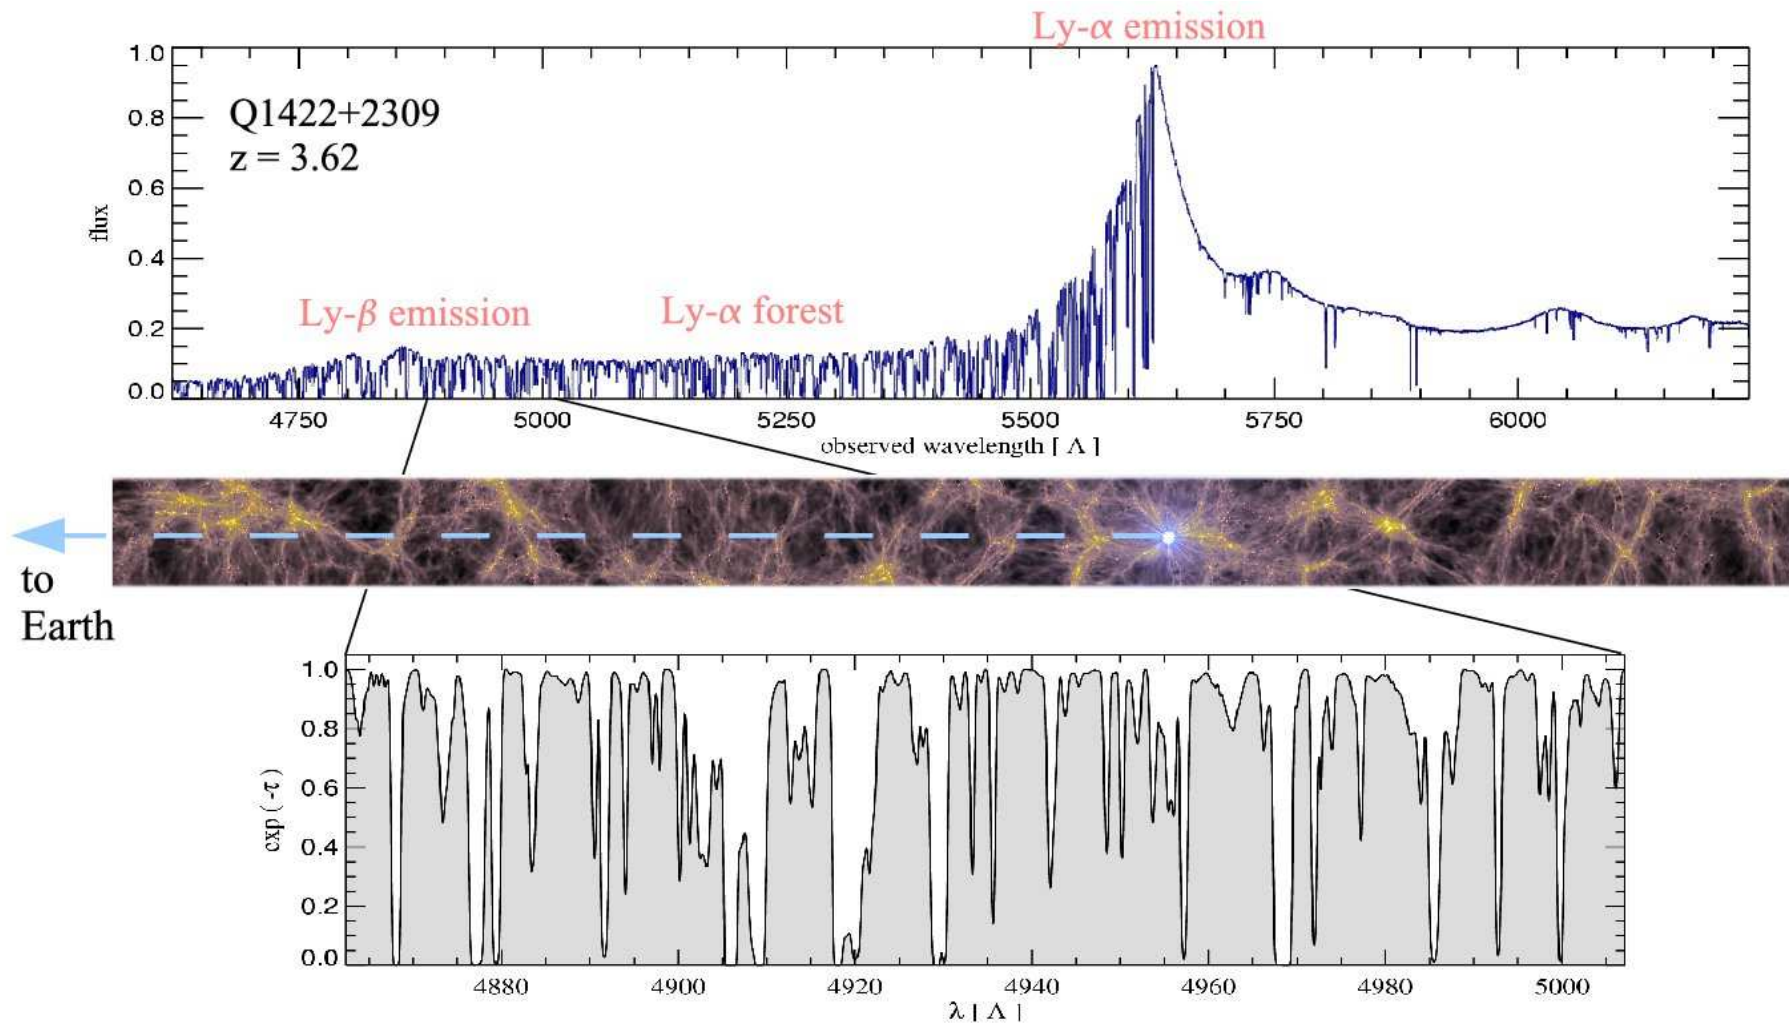 Ly-α emission
1.0
0.8
0.6
0.4
0.2
0.0
flux
Q1422+2309
z = 3.62
Ly-β emission
Ly-α forest
4750 5000 5250 5500 5750 6000
observed wavelength [ Λ ]
to
Earth
1.0
0.8
0.6
0.4
0.2
0.0
exp (-τ)
4880 4900 4920 4940 4960 4980 5000
λ [ Λ ]